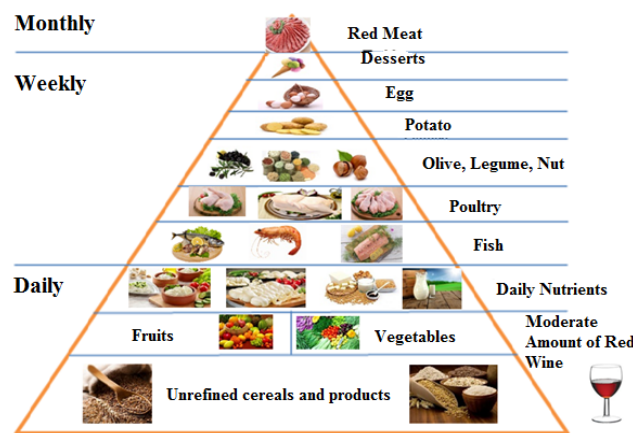 Monthly
Red Meat
Desserts
Weekly
Egg
Potato
Olive, Legume, Nut
Poultry
Fish
Daily
Daily Nutrients
Fruits
Vegetables
Moderate
Amount of Red
Wine
Unrefined cereals and products